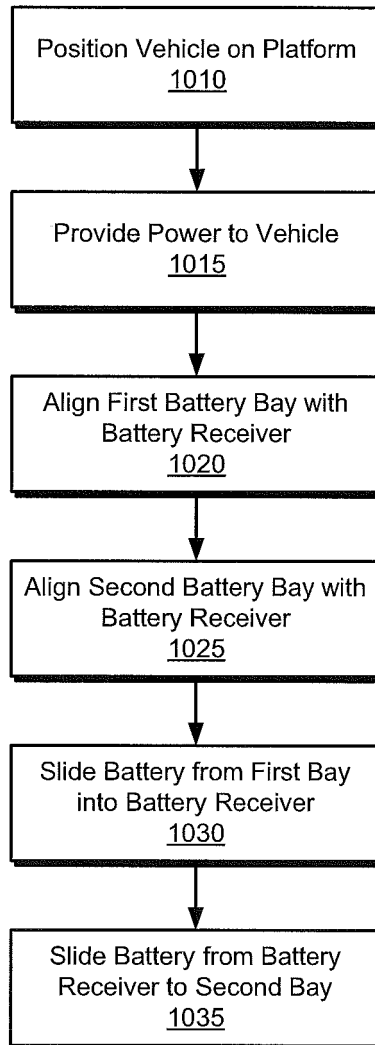 Position Vehicle on Platform
1010
Provide Power to Vehicle
1015
Align First Battery Bay with
Battery Receiver
1020
Align Second Battery Bay with
Battery Receiver
1025
Slide Battery from First Bay
into Battery Receiver
1030
Slide Battery from Battery
Receiver to Second Bay
1035